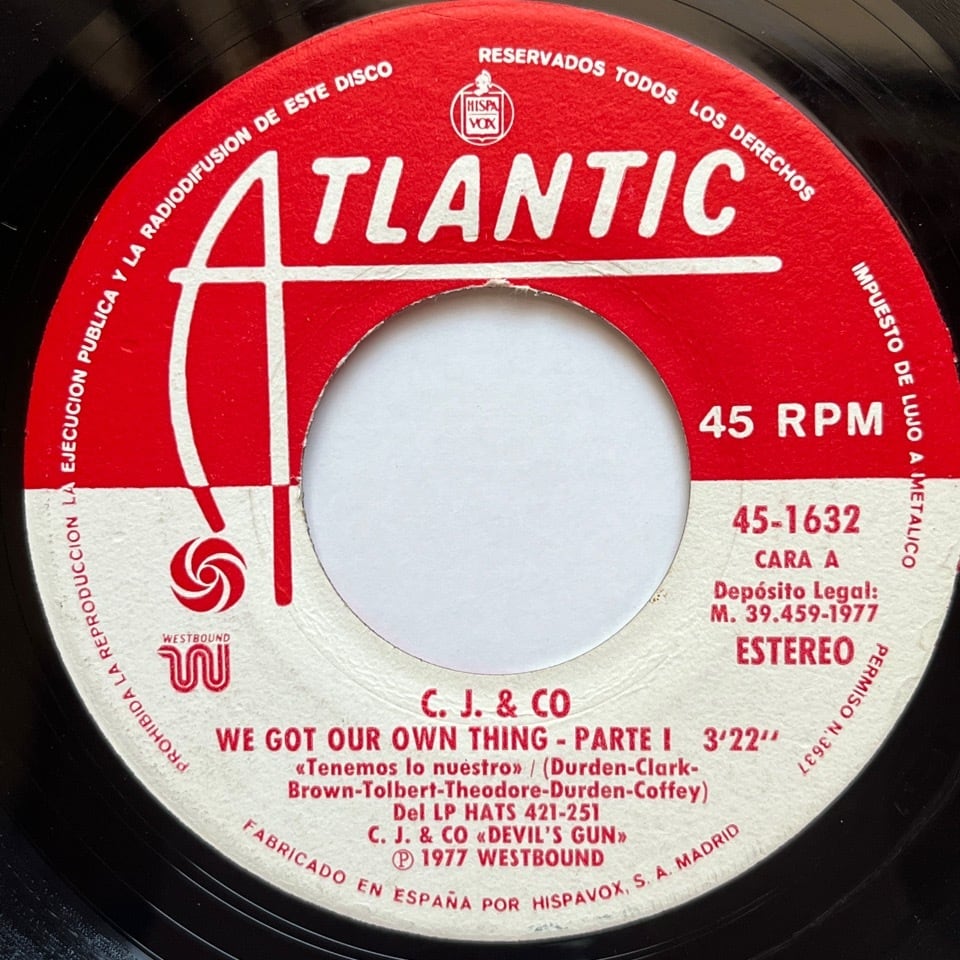 PROHIBIDA LA REPRODUCCION LA EJECUCION PUBLICA Y LA RADIODIFUSION DE ESTE DISCO
RESERVADOS TODOS LOS DERECHOS
IMPUESTO DE LUJO A METALICO
PERMISO N. 3637
HISPA
VOX
ATLANTIC
45 RPM
45-1632
CARA A
Depósito Legal:
M. 39.459-1977
ESTEREO
WESTBOUND
W
C. J. & CO
WE GOT OUR OWN THING - PARTE I 3'22''
«Tenemos lo nuestro» / (Durden-Clark-
Brown-Tolbert-Theodore-Durden-Coffey)
Del LP HATS 421-251
C. J. & CO «DEVIL'S GUN»
Ⓟ 1977 WESTBOUND
FABRICADO EN ESPAÑA POR HISPAVOX, S. A. MADRID